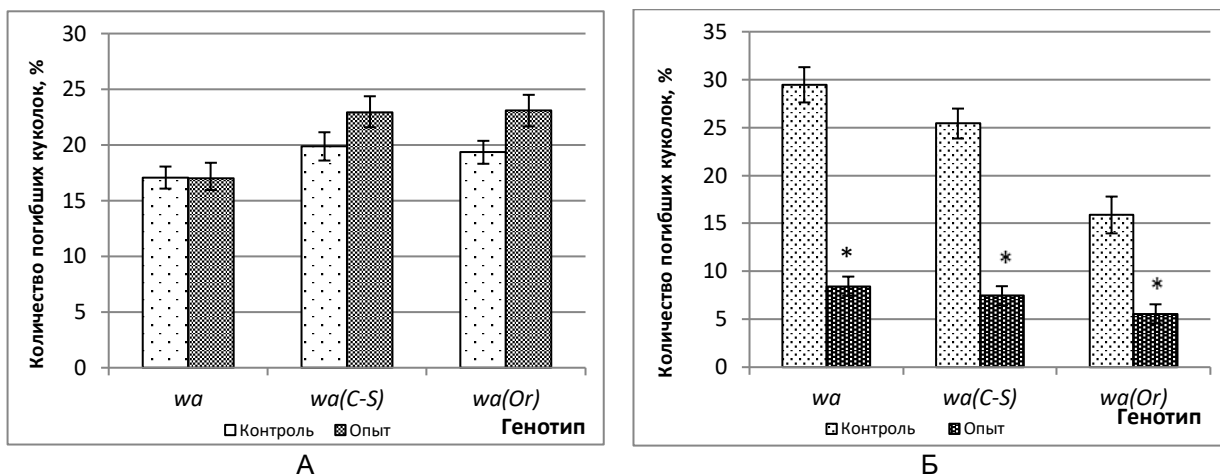 Количество погибших куколок, %
30
25
20
15
10
5
0
wa
wa(C-S)
wa(Or)
Генотип
Контроль
Опыт
А
Количество погибших куколок, %
35
30
25
20
15
10
5
0
*
*
*
wa
wa(C-S)
wa(Or)
Генотип
Контроль
Опыт
Б